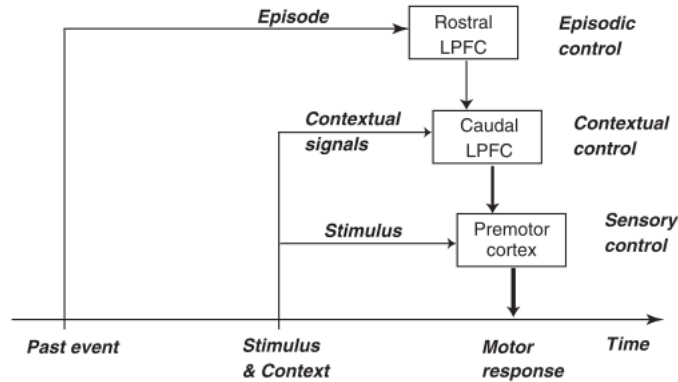 Episode
Rostral
LPFC
Episodic
control
Contextual
signals
Caudal
LPFC
Contextual
control
Stimulus
Premotor
cortex
Sensory
control
Past event
Stimulus
& Context
Motor
response
Time